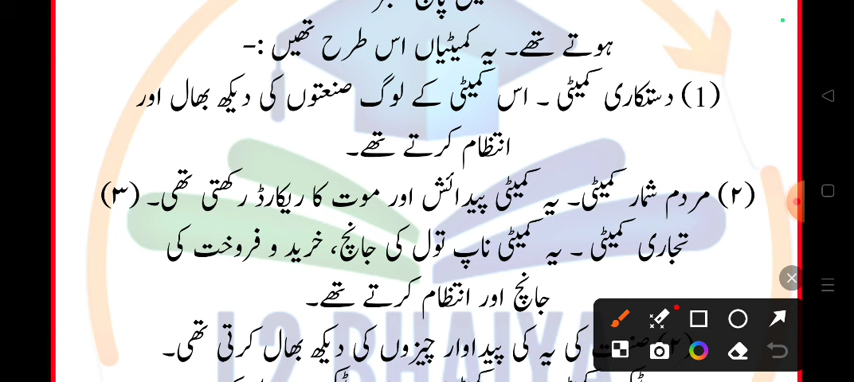 ہوتے تھے۔ یہ کمیٹیاں اس طرح تھیں :-
(1) دستکاری کمیٹی ۔ اس کمیٹی کے لوگ صنعتوں کی دیکھ بھال اور
انتظام کرتے تھے۔
(۲) مردم شمار کمیٹی۔ یہ کمیٹی پیدائش اور موت کا ریکارڈ رکھتی تھی۔ (۳)
تجاری کمیٹی ۔ یہ کمیٹی ناپ تول کی جانچ، خرید و فروخت کی
جانچ اور انتظام کرتے تھے۔
کی یہ کی پیداوار چیزوں کی دیکھ بھال کرتی تھی۔
L2 BHAIYA